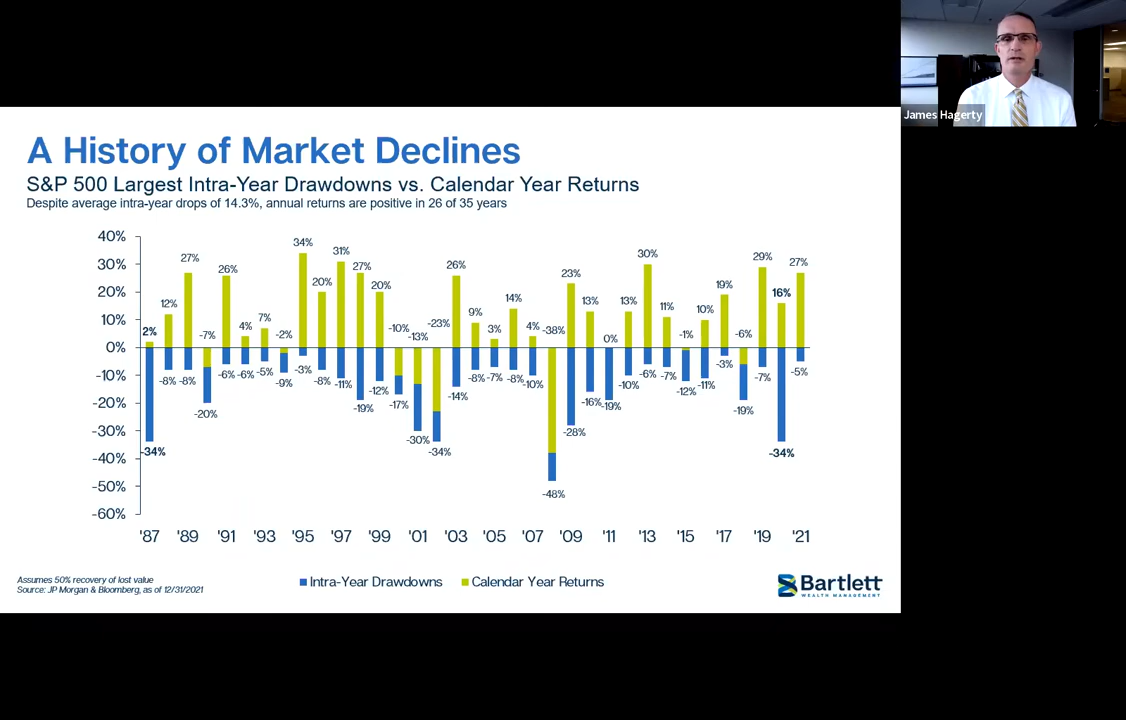 James Hagerty
A History of Market Declines
S&P 500 Largest Intra-Year Drawdowns vs. Calendar Year Returns
Despite average intra-year drops of 14.3%, annual returns are positive in 26 of 35 years
40%
30%
20%
10%
0%
-10%
-20%
-30%
-40%
-50%
-60%
2% 12% 27% -7% 26% 4% 7% -2% 34% 20% 31% 27% 20% -10% -13% -23% 26% 9% 3% 14% 4% -38% 23% 13% 0% 13% 30% 11% -1% 10% 19% -6% 29% 16% 27%
-34% -8% -8% -20% -6% -6% -5% -9% -3% -8% -11% -19% -12% -17% -30% -34% -14% -8% -7% -8% -10% -48% -28% -16% -19% -10% -6% -7% -12% -11% -3% -19% -7% -34% -5%
'87 '89 '91 '93 '95 '97 '99 '01 '03 '05 '07 '09 '11 '13 '15 '17 '19 '21
Intra-Year Drawdowns Calendar Year Returns
Assumes 50% recovery of lost value
Source: JP Morgan & Bloomberg, as of 12/31/2021
Bartlett
WEALTH MANAGEMENT